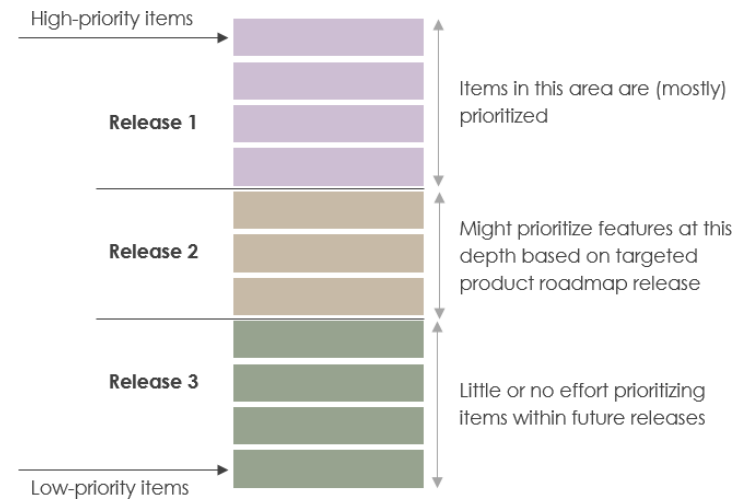 High-priority items
Items in this area are (mostly)
prioritized
Release 1
Might prioritize features at this
depth based on targeted
product roadmap release
Release 2
Release 3
Little or no effort prioritizing
items within future releases
Low-priority items